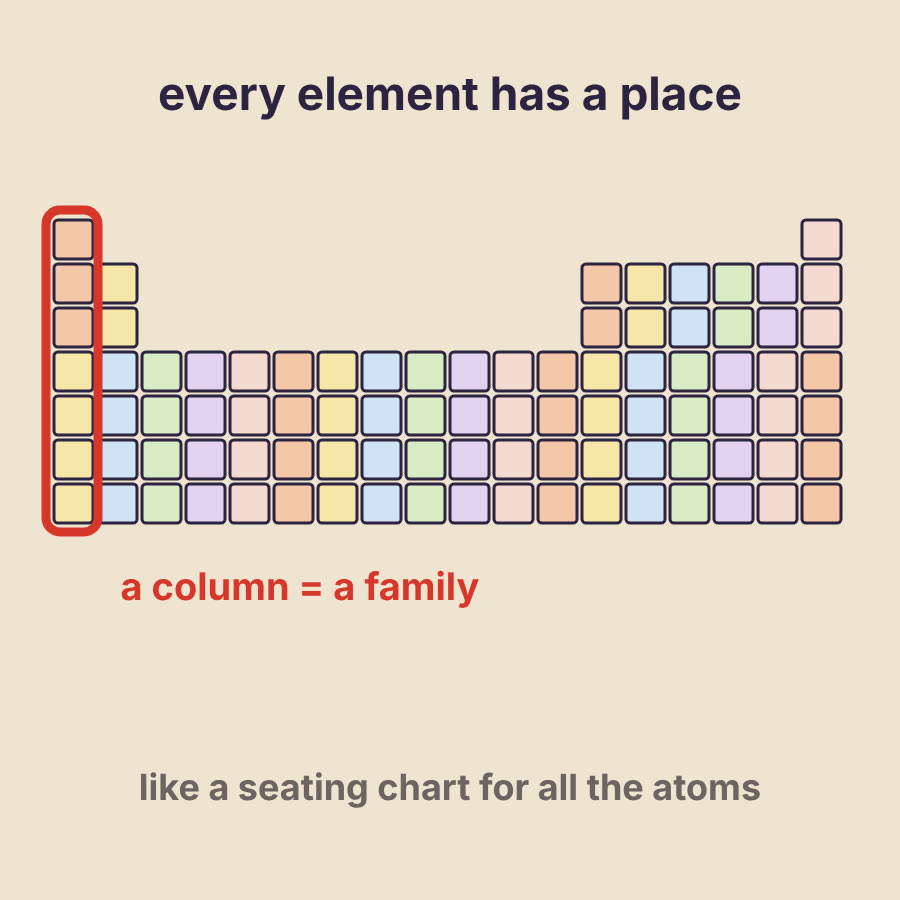 every element has a place
a column = a family
like a seating chart for all the atoms